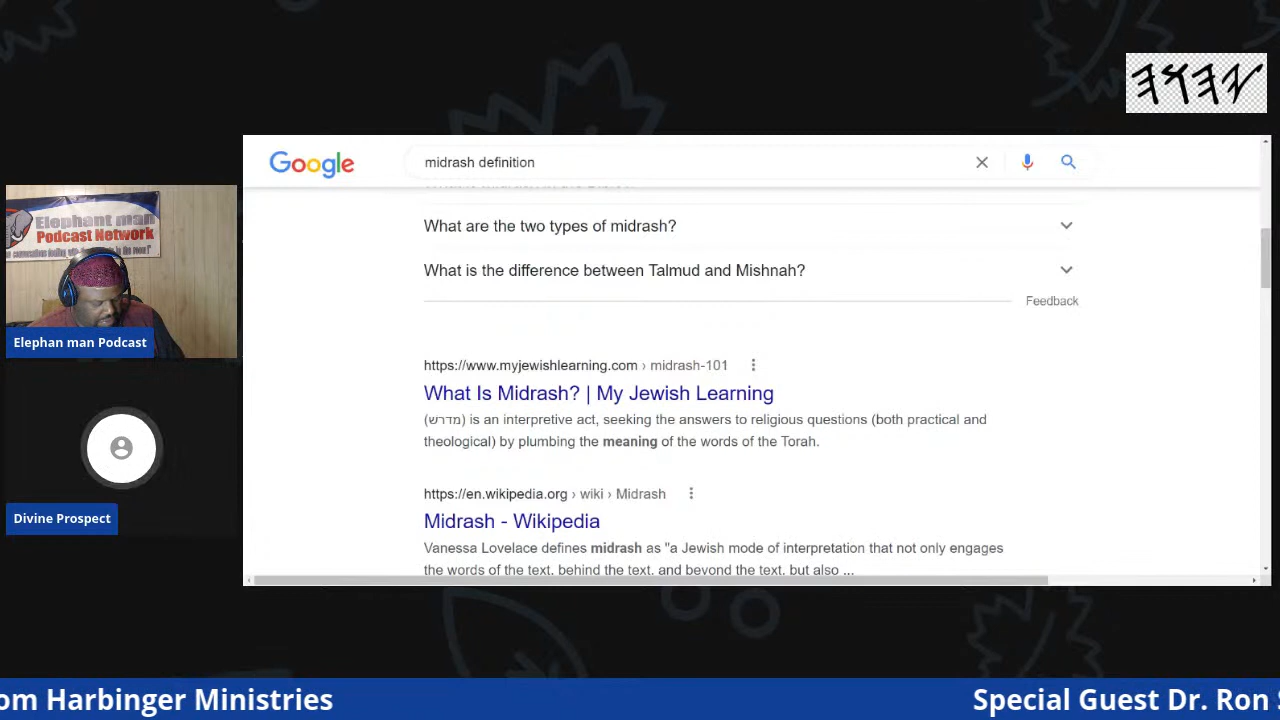 𐤉𐤄𐤅𐤄
Google
midrash definition
What are the two types of midrash?
What is the difference between Talmud and Mishnah?
Feedback
https://www.myjewishlearning.com › midrash-101
What Is Midrash? | My Jewish Learning
(מדרש) is an interpretive act, seeking the answers to religious questions (both practical and
theological) by plumbing the meaning of the words of the Torah.
https://en.wikipedia.org › wiki › Midrash
Midrash - Wikipedia
Vanessa Lovelace defines midrash as "a Jewish mode of interpretation that not only engages
the words of the text, behind the text, and beyond the text, but also ...
Elephant man
Podcast Network
Elephan man Podcast
Divine Prospect
om Harbinger Ministries
Special Guest Dr. Ron S